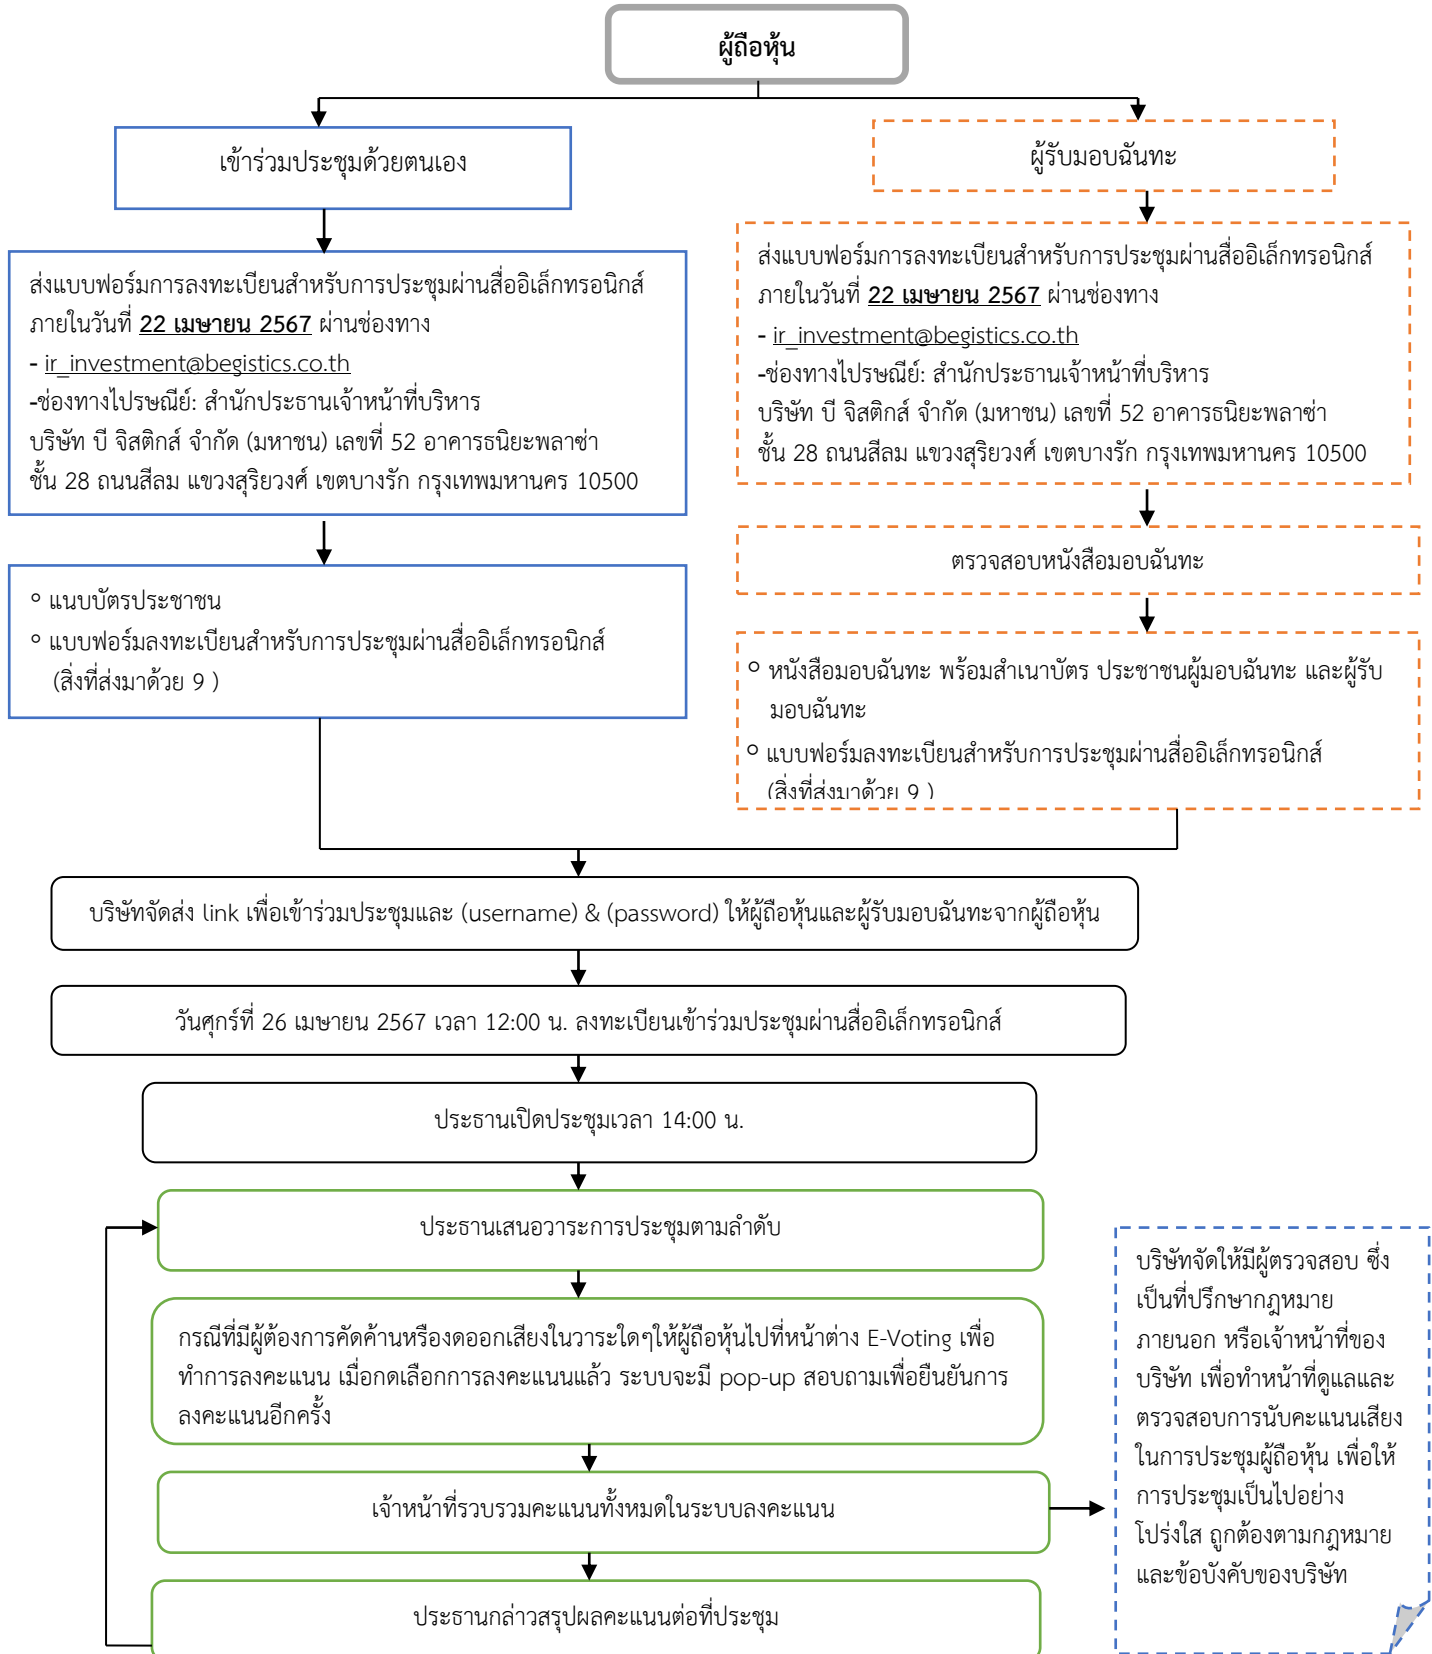 ผู้ถือหุ้น
เข้าร่วมประชุมด้วยตนเอง
ส่งแบบฟอร์มการลงทะเบียนสำหรับการประชุมผ่านสื่ออิเล็กทรอนิกส์
ภายในวันที่ 22 เมษายน 2567 ผ่านช่องทาง
- ir_investment@begistics.co.th
-ช่องทางไปรษณีย์: สำนักประธานเจ้าหน้าที่บริหาร
บริษัท บี จิสติกส์ จำกัด (มหาชน) เลขที่ 52 อาคารธนิยะพลาซ่า
ชั้น 28 ถนนสีลม แขวงสุริยวงศ์ เขตบางรัก กรุงเทพมหานคร 10500
° แนบบัตรประชาชน
° แบบฟอร์มลงทะเบียนสำหรับการประชุมผ่านสื่ออิเล็กทรอนิกส์
(สิ่งที่ส่งมาด้วย 9 )
ผู้รับมอบฉันทะ
ส่งแบบฟอร์มการลงทะเบียนสำหรับการประชุมผ่านสื่ออิเล็กทรอนิกส์
ภายในวันที่ 22 เมษายน 2567 ผ่านช่องทาง
- ir_investment@begistics.co.th
-ช่องทางไปรษณีย์: สำนักประธานเจ้าหน้าที่บริหาร
บริษัท บี จิสติกส์ จำกัด (มหาชน) เลขที่ 52 อาคารธนิยะพลาซ่า
ชั้น 28 ถนนสีลม แขวงสุริยวงศ์ เขตบางรัก กรุงเทพมหานคร 10500
ตรวจสอบหนังสือมอบฉันทะ
° หนังสือมอบฉันทะ พร้อมสำเนาบัตร ประชาชนผู้มอบฉันทะ และผู้รับ
มอบฉันทะ
° แบบฟอร์มลงทะเบียนสำหรับการประชุมผ่านสื่ออิเล็กทรอนิกส์
(สิ่งที่ส่งมาด้วย 9 )
บริษัทจัดส่ง link เพื่อเข้าร่วมประชุมและ (username) & (password) ให้ผู้ถือหุ้นและผู้รับมอบฉันทะจากผู้ถือหุ้น
วันศุกร์ที่ 26 เมษายน 2567 เวลา 12:00 น. ลงทะเบียนเข้าร่วมประชุมผ่านสื่ออิเล็กทรอนิกส์
ประธานเปิดประชุมเวลา 14:00 น.
ประธานเสนอวาระการประชุมตามลำดับ
กรณีที่มีผู้ต้องการคัดค้านหรืองดออกเสียงในวาระใดๆให้ผู้ถือหุ้นไปที่หน้าต่าง E-Voting เพื่อ
ทำการลงคะแนน เมื่อกดเลือกการลงคะแนนแล้ว ระบบจะมี pop-up สอบถามเพื่อยืนยันการ
ลงคะแนนอีกครั้ง
เจ้าหน้าที่รวบรวมคะแนนทั้งหมดในระบบลงคะแนน
ประธานกล่าวสรุปผลคะแนนต่อที่ประชุม
บริษัทจัดให้มีผู้ตรวจสอบ ซึ่ง
เป็นที่ปรึกษากฎหมาย
ภายนอก หรือเจ้าหน้าที่ของ
บริษัท เพื่อทำหน้าที่ดูแลและ
ตรวจสอบการนับคะแนนเสียง
ในการประชุมผู้ถือหุ้น เพื่อให้
การประชุมเป็นไปอย่าง
โปร่งใส ถูกต้องตามกฎหมาย
และข้อบังคับของบริษัท